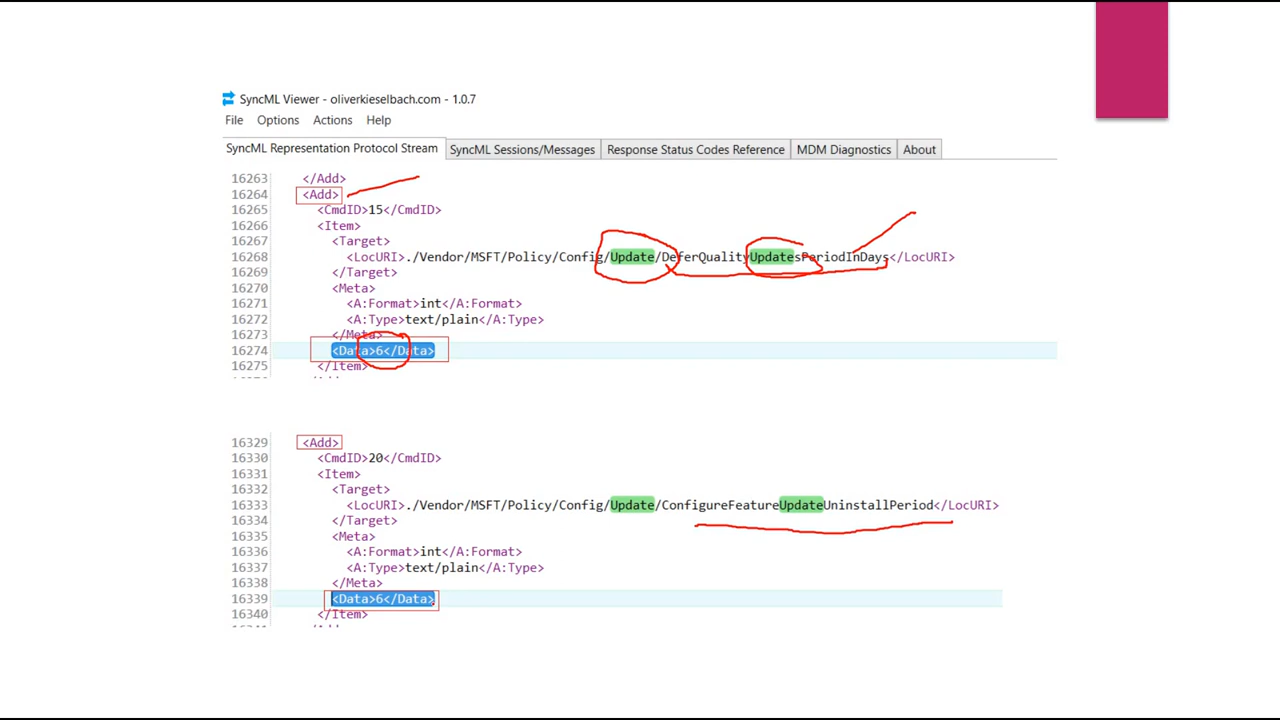 SyncML Viewer - oliverkieselbach.com - 1.0.7
File Options Actions Help
SyncML Representation Protocol Stream SyncML Sessions/Messages Response Status Codes Reference MDM Diagnostics About
16263 </Add>
16264 <Add>
16265 <CmdID>15</CmdID>
16266 <Item>
16267 <Target>
16268 <LocURI>./Vendor/MSFT/Policy/Config/Update/DeferQualityUpdatesPeriodInDays</LocURI>
16269 </Target>
16270 <Meta>
16271 <A:Format>int</A:Format>
16272 <A:Type>text/plain</A:Type>
16273 </Meta>
16274 <Data>6</Data>
16275 </Item>
16329 <Add>
16330 <CmdID>20</CmdID>
16331 <Item>
16332 <Target>
16333 <LocURI>./Vendor/MSFT/Policy/Config/Update/ConfigureFeatureUpdateUninstallPeriod</LocURI>
16334 </Target>
16335 <Meta>
16336 <A:Format>int</A:Format>
16337 <A:Type>text/plain</A:Type>
16338 </Meta>
16339 <Data>6</Data>
16340 </Item>